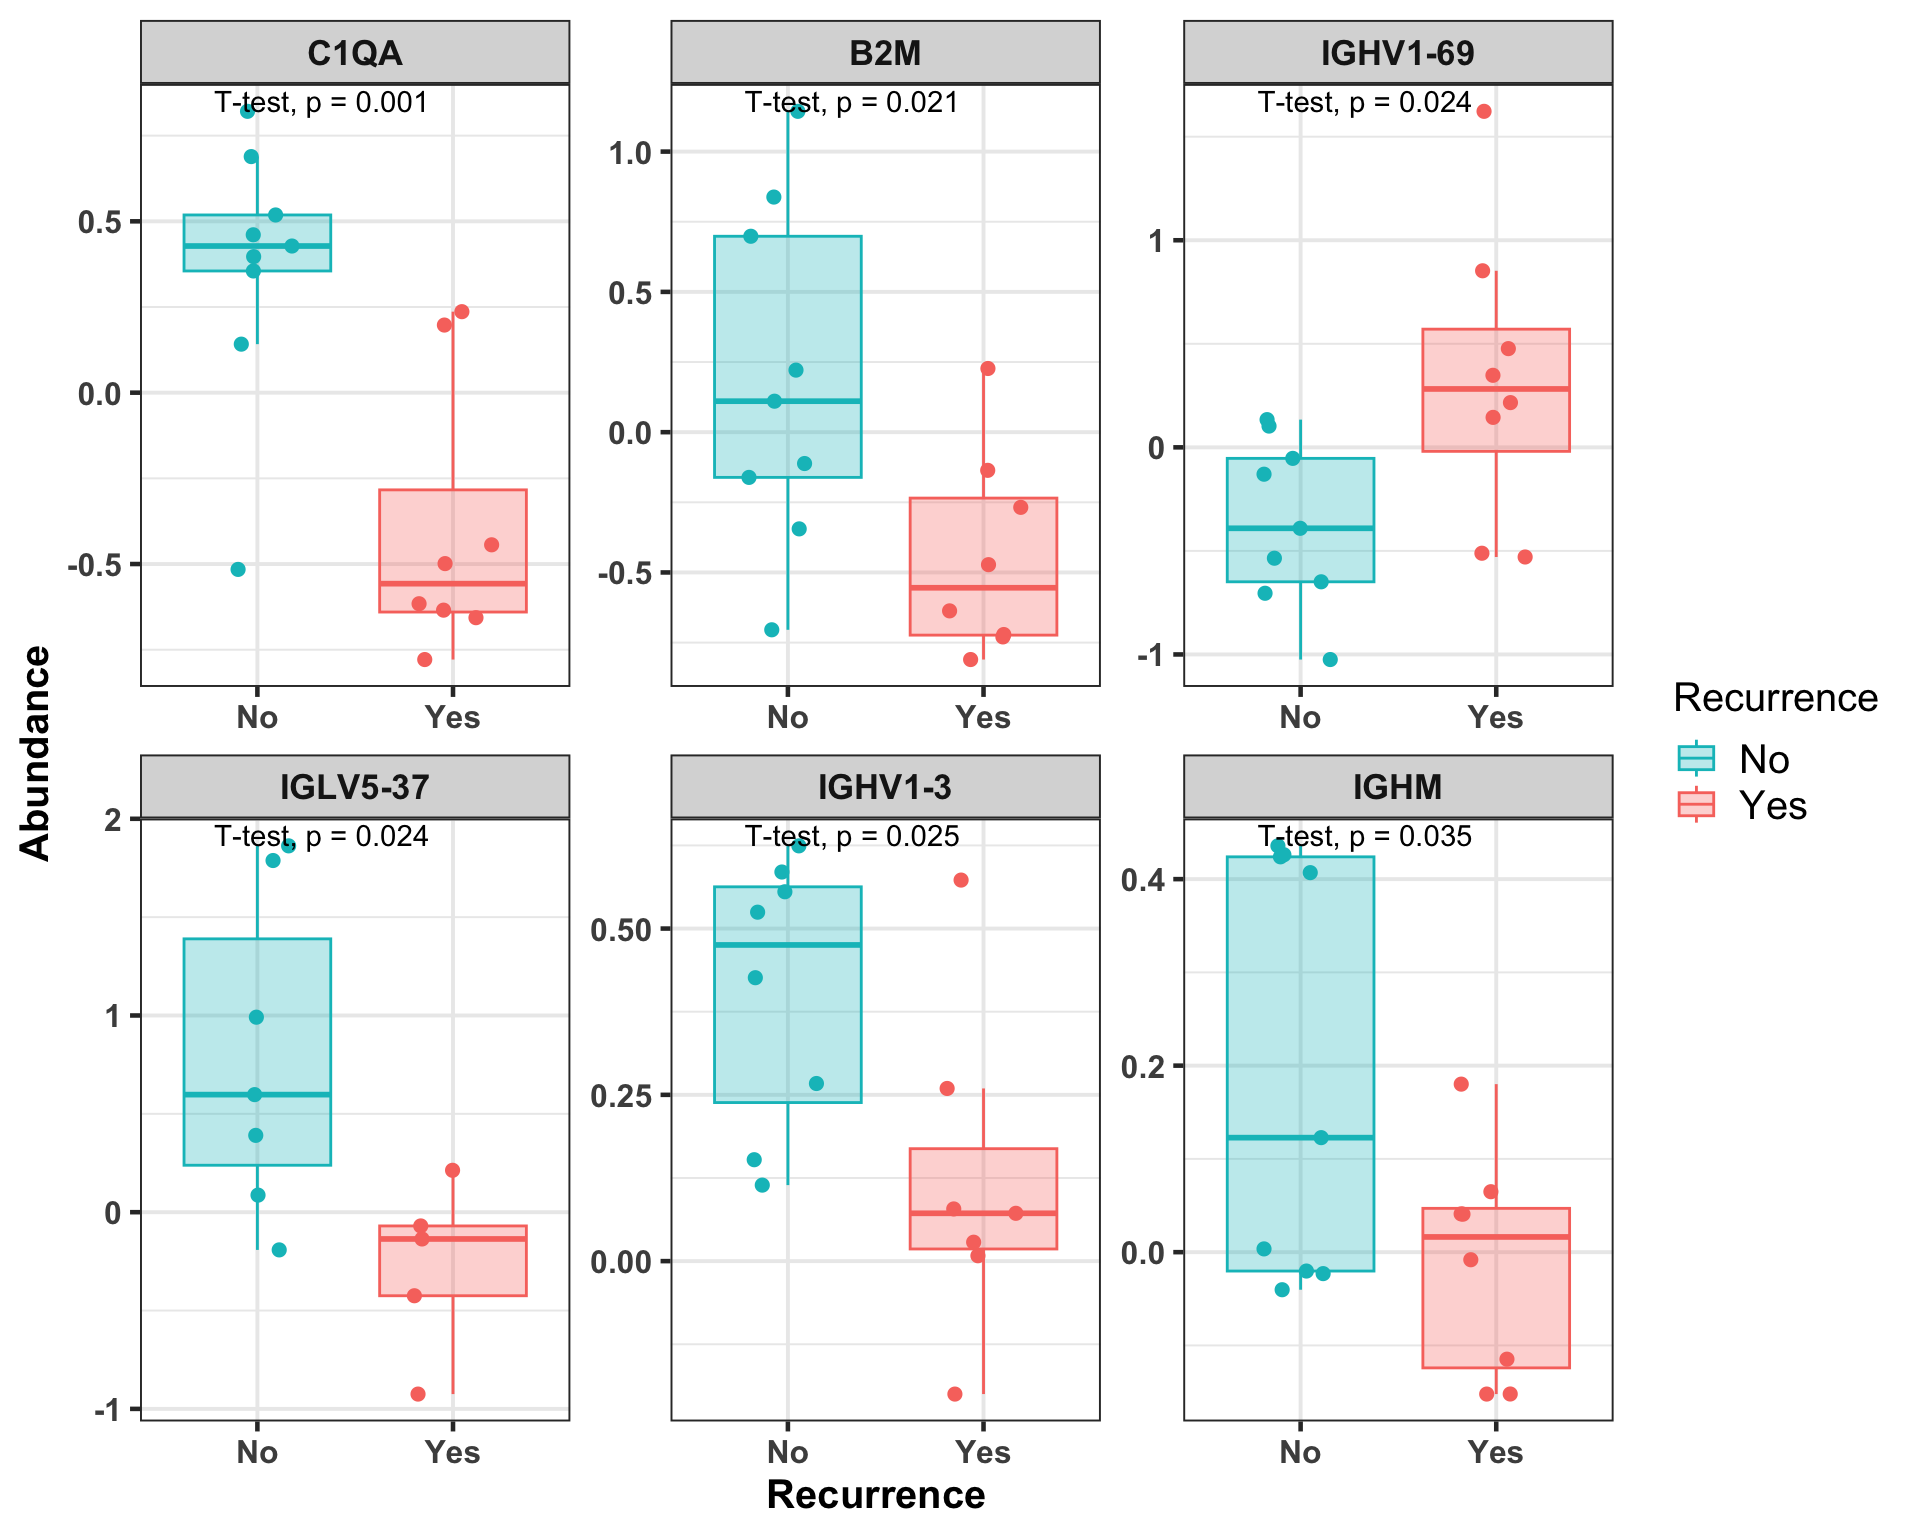 C1QA
B2M
IGHV1-69
T-test, p = 0.001
T-test, p = 0.021
T-test, p = 0.024
0.5
0.0
-0.5
1.0
0.5
0.0
-0.5
1
0
-1
No
Yes
No
Yes
No
Yes
IGLV5-37
IGHV1-3
IGHM
T-test, p = 0.024
T-test, p = 0.025
T-test, p = 0.035
2
1
0
-1
0.50
0.25
0.00
0.4
0.2
0.0
No
Yes
No
Yes
No
Yes
Abundance
Recurrence
Recurrence
No
Yes